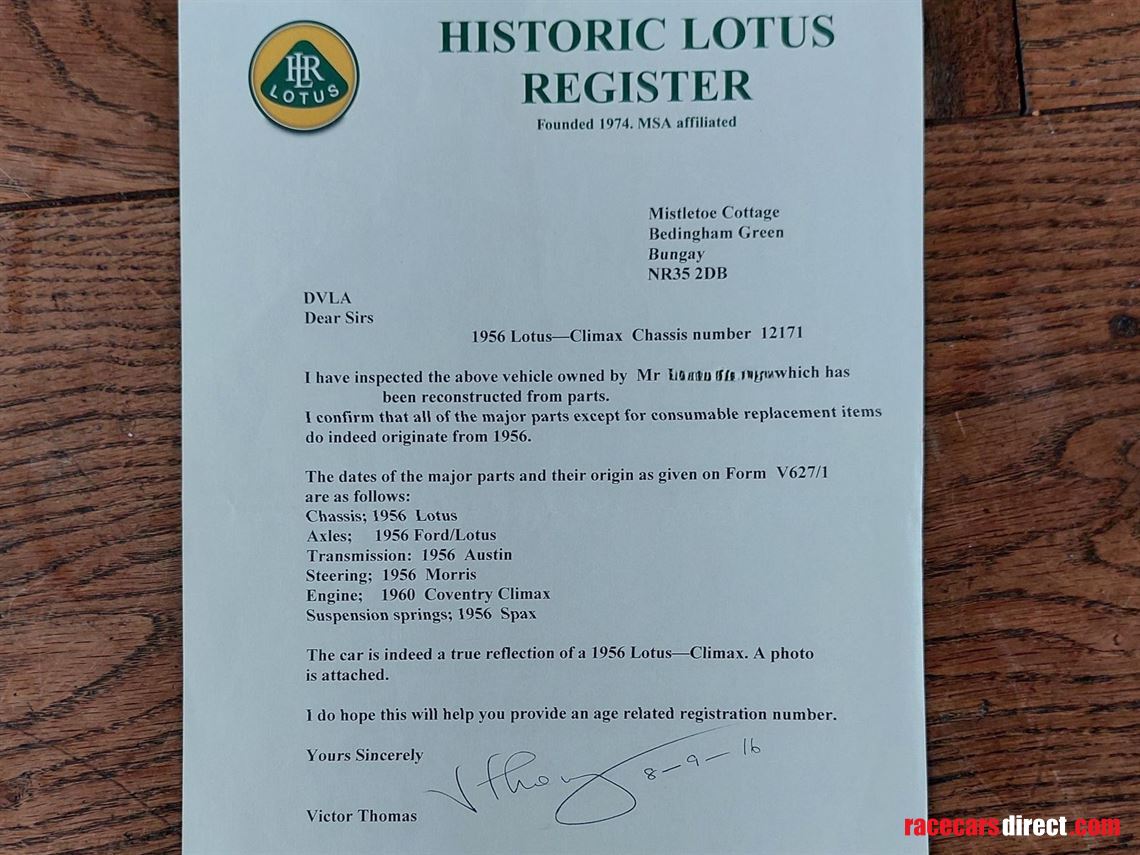 HLR
LOTUS
HISTORIC LOTUS
REGISTER
Founded 1974. MSA affiliated
Mistletoe Cottage
Bedingham Green
Bungay
NR35 2DB
DVLA
Dear Sirs
1956 Lotus—Climax Chassis number 12171
I have inspected the above vehicle owned by Mr which has
been reconstructed from parts.
I confirm that all of the major parts except for consumable replacement items
do indeed originate from 1956.
The dates of the major parts and their origin as given on Form V627/1
are as follows:
Chassis; 1956 Lotus
Axles; 1956 Ford/Lotus
Transmission: 1956 Austin
Steering; 1956 Morris
Engine; 1960 Coventry Climax
Suspension springs; 1956 Spax
The car is indeed a true reflection of a 1956 Lotus—Climax. A photo
is attached.
I do hope this will help you provide an age related registration number.
Yours Sincerely
8-9-16
Victor Thomas
racecarsdirect.com